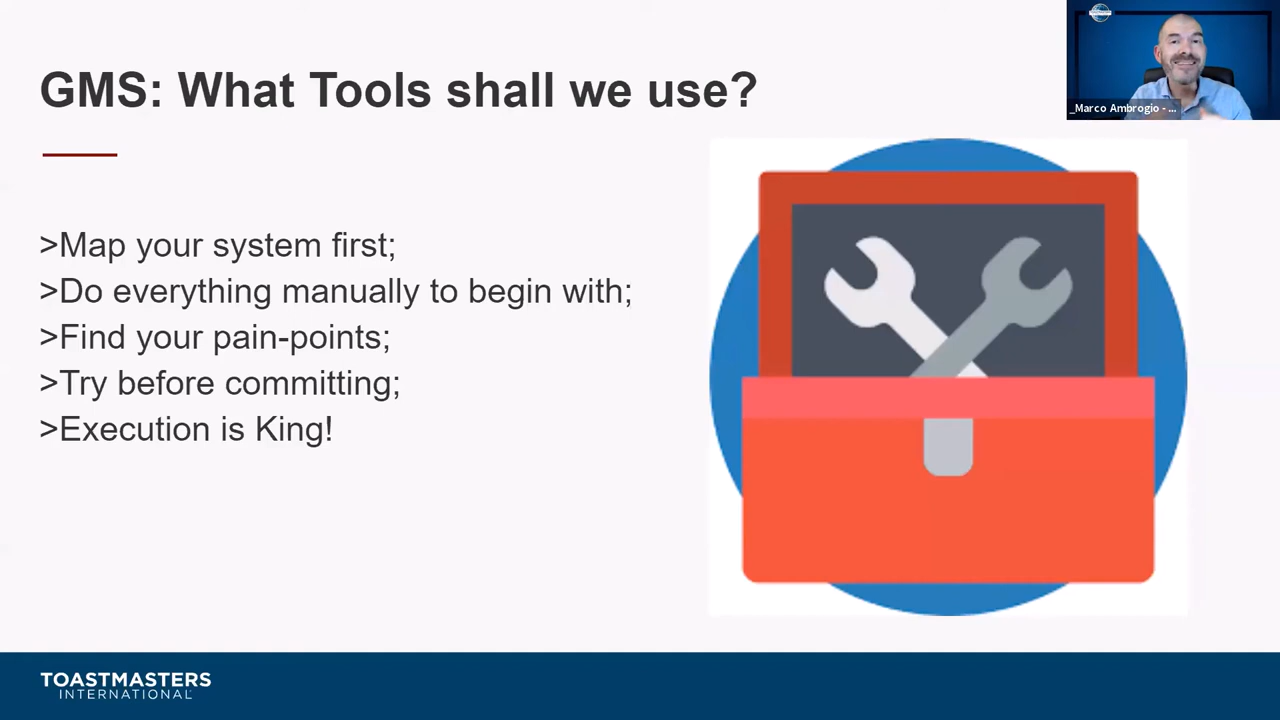 GMS: What Tools shall we use?
_Marco Ambrogio - ...
>Map your system first;
>Do everything manually to begin with;
>Find your pain-points;
>Try before committing;
>Execution is King!
TOASTMASTERS
INTERNATIONAL